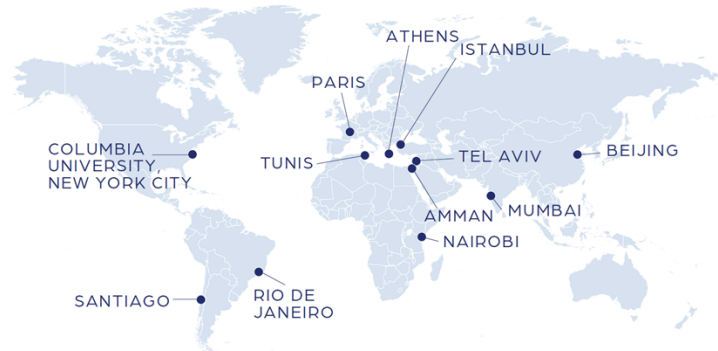 ATHENS
ISTANBUL
PARIS
COLUMBIA
UNIVERSITY,
NEW YORK CITY
TUNIS
TEL AVIV
BEIJING
AMMAN
MUMBAI
NAIROBI
SANTIAGO
RIO DE
JANEIRO